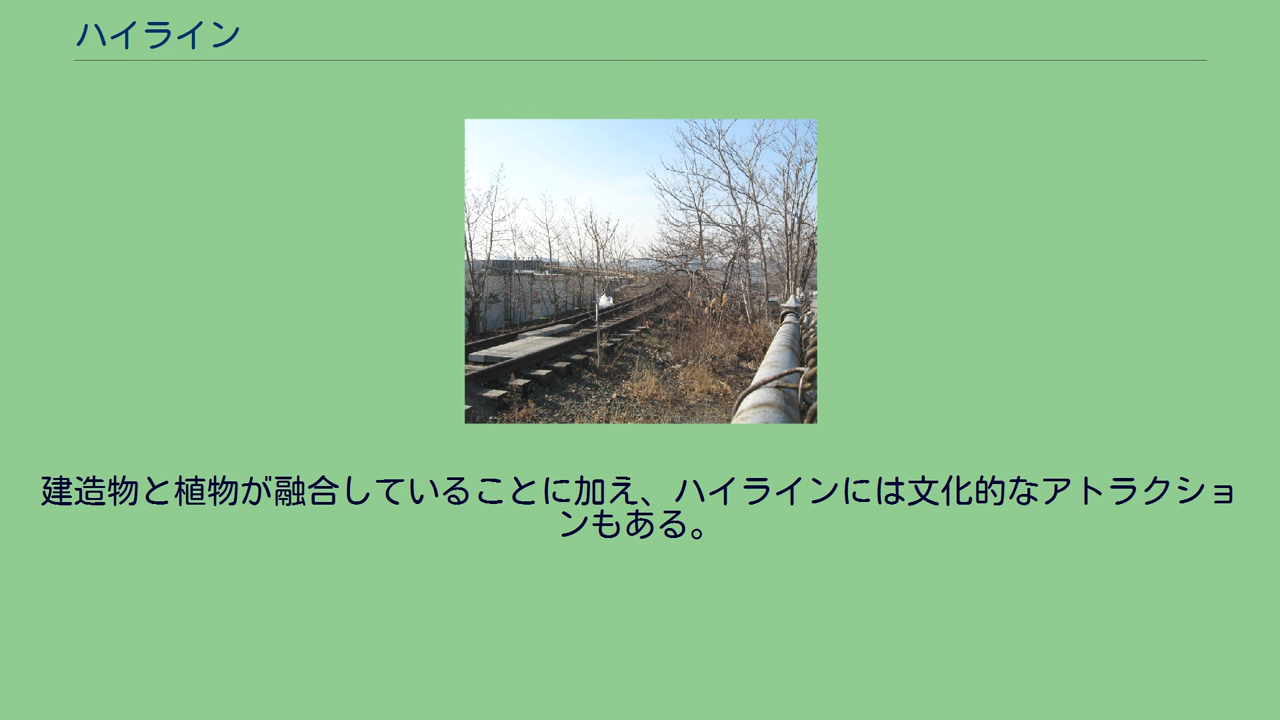 ハイライン
建造物と植物が融合していることに加え、ハイラインには文化的なアトラクショ
ンもある。